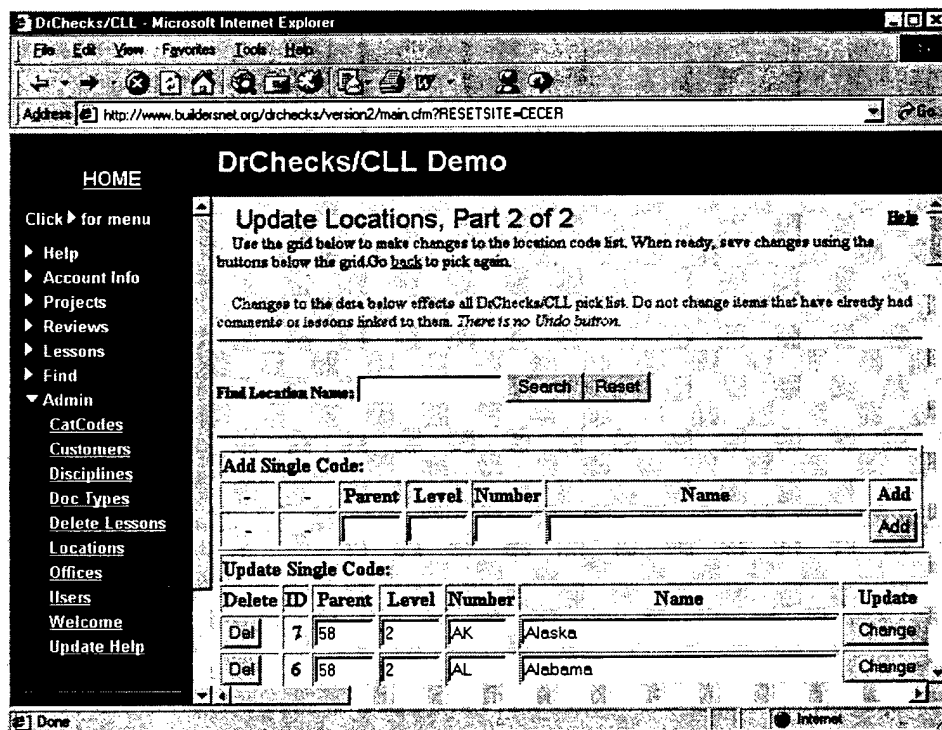 DrChecks/CLL - Microsoft Internet Explorer
File Edit View Favorites Tools Help
Address http://www.buildersnet.org/drchecks/version2/main.cfm?RESETSITE=CECER Go
HOME
DrChecks/CLL Demo
Click for menu
Help
Account Info
Projects
Reviews
Lessons
Find
Admin
CatCodes
Customers
Disciplines
Doc Types
Delete Lessons
Locations
Offices
Users
Welcome
Update Help
Update Locations, Part 2 of 2
Help
Use the grid below to make changes to the location code list. When ready, save changes using the
buttons below the grid.Go back to pick again.
Changes to the data below effects all DrChecks/CLL pick list. Do not change items that have already had
comments or lessons linked to them. There is no Undo button.
Find Location Name: Search Reset
Add Single Code:
- - Parent Level Number Name Add
- - Add
Update Single Code:
Delete ID Parent Level Number Name Update
Del 7 58 2 AK Alaska Change
Del 6 58 2 AL Alabama Change
Done Internet